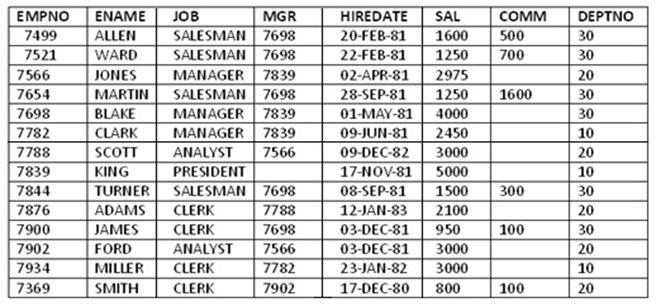 EMPNO ENAME JOB MGR HIREDATE SAL COMM DEPTNO
7499 ALLEN SALESMAN 7698 20-FEB-81 1600 500 30
7521 WARD SALESMAN 7698 22-FEB-81 1250 700 30
7566 JONES MANAGER 7839 02-APR-81 2975 20
7654 MARTIN SALESMAN 7698 28-SEP-81 1250 1600 30
7698 BLAKE MANAGER 7839 01-MAY-81 4000 30
7782 CLARK MANAGER 7839 09-JUN-81 2450 10
7788 SCOTT ANALYST 7566 09-DEC-82 3000 20
7839 KING PRESIDENT 17-NOV-81 5000 10
7844 TURNER SALESMAN 7698 08-SEP-81 1500 300 30
7876 ADAMS CLERK 7788 12-JAN-83 2100 20
7900 JAMES CLERK 7698 03-DEC-81 950 100 30
7902 FORD ANALYST 7566 03-DEC-81 3000 20
7934 MILLER CLERK 7782 23-JAN-82 3000 10
7369 SMITH CLERK 7902 17-DEC-80 800 100 20